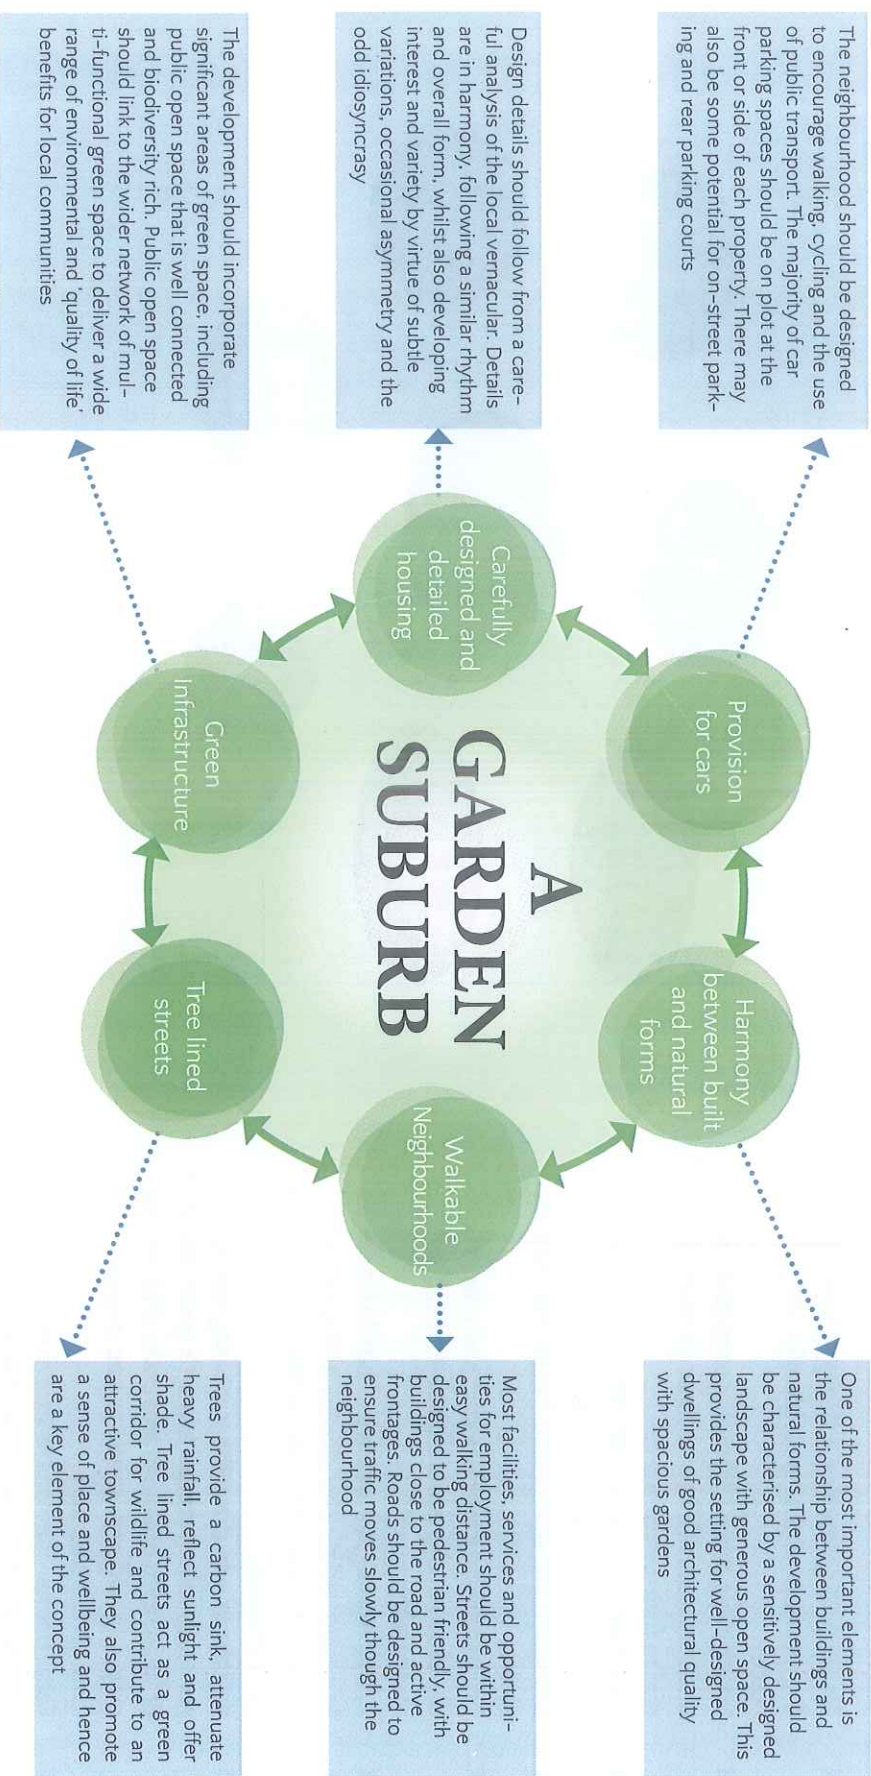 The neighbourhood should be designed
to encourage walking, cycling and the use
of public transport. The majority of car
parking spaces should be on plot at the
front or side of each property. There may
also be some potential for on-street park-
ing and rear parking courts
Design details should follow from a care-
ful analysis of the local vernacular. Details
are in harmony, following a similar rhythm
and overall form, whilst also developing
interest and variety by virtue of subtle
variations, occasional asymmetry and the
odd idiosyncrasy
The development should incorporate
significant areas of green space, including
public open space that is well connected
and biodiversity rich. Public open space
should link to the wider network of mul-
ti-functional green space to deliver a wide
range of environmental and 'quality of life'
benefits for local communities
Provision
for cars
Harmony
between built
and natural
forms
Carefully
designed and
detailed
housing
A
GARDEN
SUBURB
Walkable
Neighbourhoods
Green
Infrastructure
Tree lined
streets
One of the most important elements is
the relationship between buildings and
natural forms. The development should
be characterised by a sensitively designed
landscape with generous open space. This
provides the setting for well-designed
dwellings of good architectural quality
with spacious gardens
Most facilities, services and opportuni-
ties for employment should be within
easy walking distance. Streets should be
designed to be pedestrian friendly, with
buildings close to the road and active
frontages. Roads should be designed to
ensure traffic moves slowly though the
neighbourhood
Trees provide a carbon sink, attenuate
heavy rainfall, reflect sunlight and offer
shade. Tree lined streets act as a green
corridor for wildlife and contribute to an
attractive townscape. They also promote
a sense of place and wellbeing and hence
are a key element of the concept